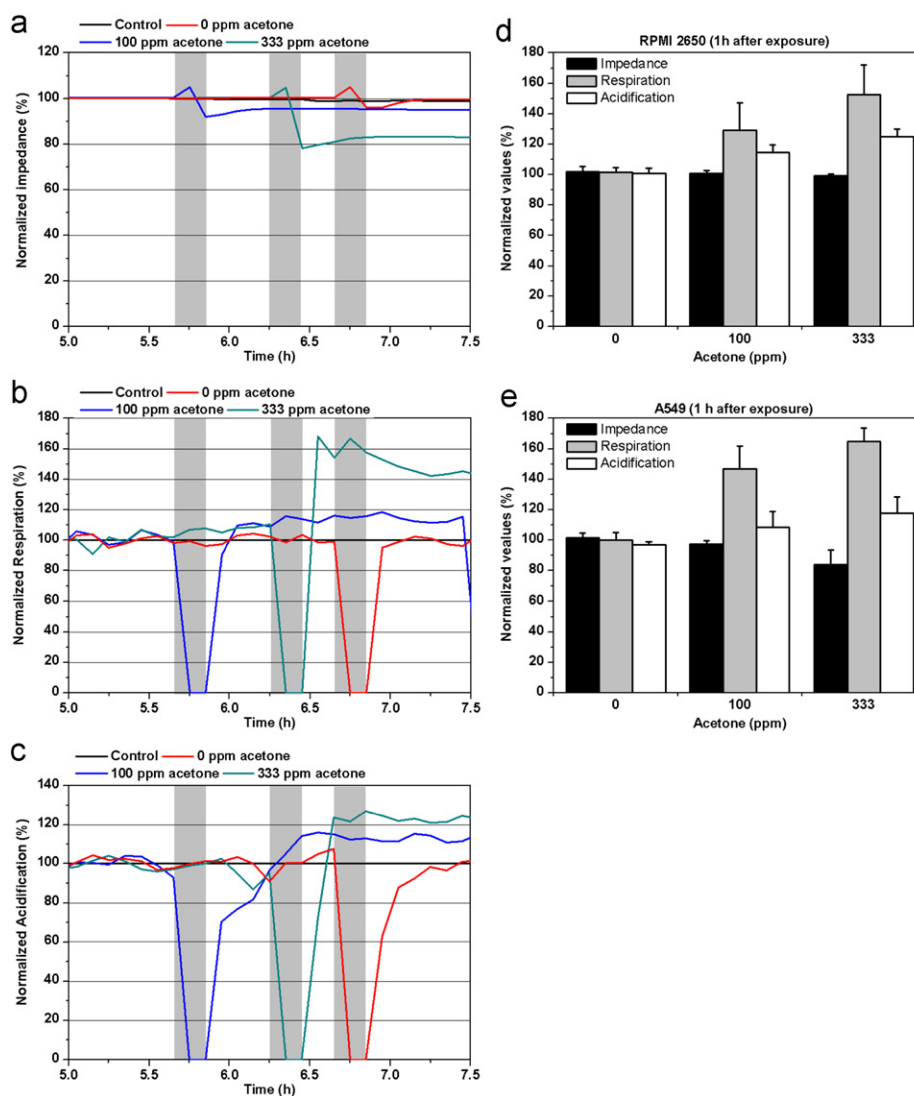 a
Control 0 ppm acetone
100 ppm acetone 333 ppm acetone
120
100
80
60
40
20
0
Normalized impedance (%)
5.0 5.5 6.0 6.5 7.0 7.5
Time (h)
b
Control 0 ppm acetone
100 ppm acetone 333 ppm acetone
180
160
140
120
100
80
60
40
20
0
Normalized Respiration (%)
5.0 5.5 6.0 6.5 7.0 7.5
Time (h)
c
Control 0 ppm acetone
100 ppm acetone 333 ppm acetone
140
120
100
80
60
40
20
0
Normalized Acidification (%)
5.0 5.5 6.0 6.5 7.0 7.5
Time (h)
d
RPMI 2650 (1h after exposure)
Impedance
Respiration
Acidification
180
160
140
120
100
80
60
40
20
0
Normalized values (%)
0 100 333
Acetone (ppm)
e
A549 (1 h after exposure)
Impedance
Respiration
Acidification
180
160
140
120
100
80
60
40
20
0
Normalized vealues (%)
0 100 333
Acetone (ppm)